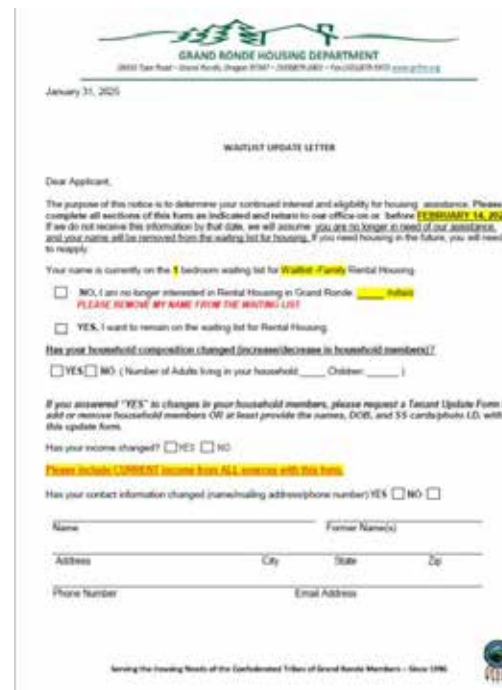 GRAND RONDE HOUSING DEPARTMENT
January 31, 2025
WAITLIST UPDATE LETTER
Dear Applicant,
The purpose of this notice is to determine your continued interest and eligibility for housing assistance. Please
complete all sections of this form as indicated and return to our office on or before FEBRUARY 14, 202
If we do not receive this information by that date, we will assume you are no longer in need of our assistance,
and your name will be removed from the waiting list for housing. If you need housing in the future, you will need
to reapply.
Your name is currently on the 1 bedroom waiting list for Waitlist -Family Rental Housing
NO, I am no longer interested in Rental Housing in Grand Ronde. _____ Initials
PLEASE REMOVE MY NAME FROM THE WAITING LIST
YES, I want to remain on the waiting list for Rental Housing.
Has your household composition changed (increase/decrease in household members)?
YES NO ( Number of Adults living in your household _____ Children: _____ )
If you answered "YES" to changes in your household members, please request a Tenant Update Form
add or remove household members OR at least provide the names, DOB, and SS cards/photo I.D. with
this update form.
Has your income changed? YES NO
Please include CURRENT income from ALL sources with this form.
Has your contact information changed (name/mailing address/phone number) YES NO
Name Former Name(s)
Address City State Zip
Phone Number Email Address
Serving the Housing Needs of the Confederated Tribes of Grand Ronde Members – Since 1996